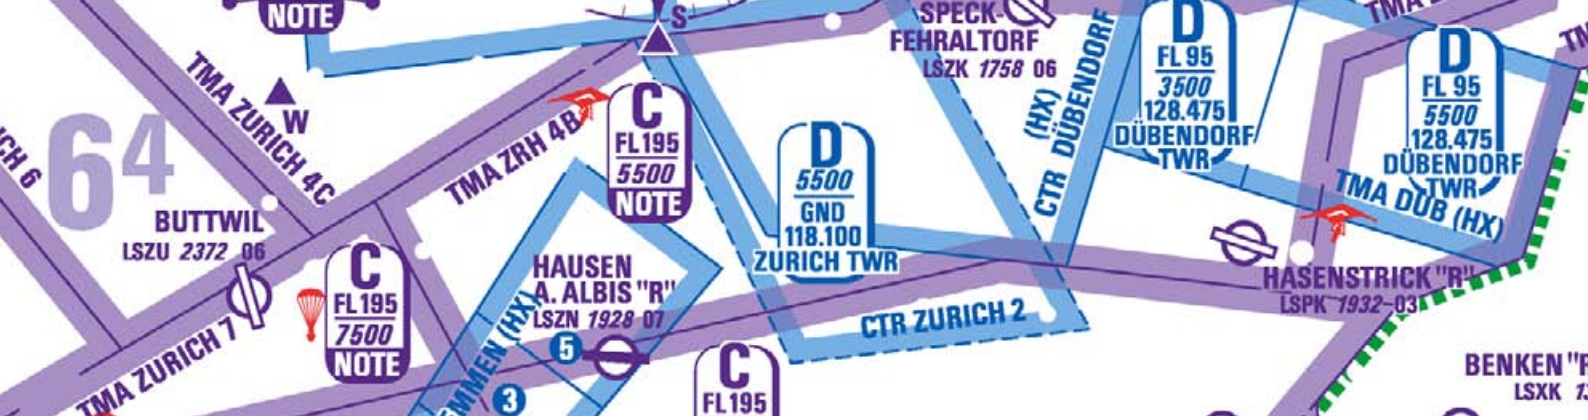 NOTE
S
SPECK-
FEHRALTORF
LSZK 1758 06
(HX) CTR DÜBENDORF
D
FL 95
3500
128.475
DÜBENDORF
TWR
TMA
D
FL 95
5500
128.475
DÜBENDORF
TWR
TMA DUB (HX)
TMA ZURICH 4C
W
6⁴
TMA ZRH 4B
C
FL195
5500
NOTE
D
5500
GND
118.100
ZURICH TWR
BUTTWIL
LSZU 2372 06
C
FL195
7500
NOTE
HAUSEN
A. ALBIS "R"
LSZN 1928 07
5
3
EMMEN (HX)
TMA ZURICH 7
CTR ZURICH 2
C
FL195
HASENSTRICK "R"
LSPK 1932 03
BENKEN "R
LSXK